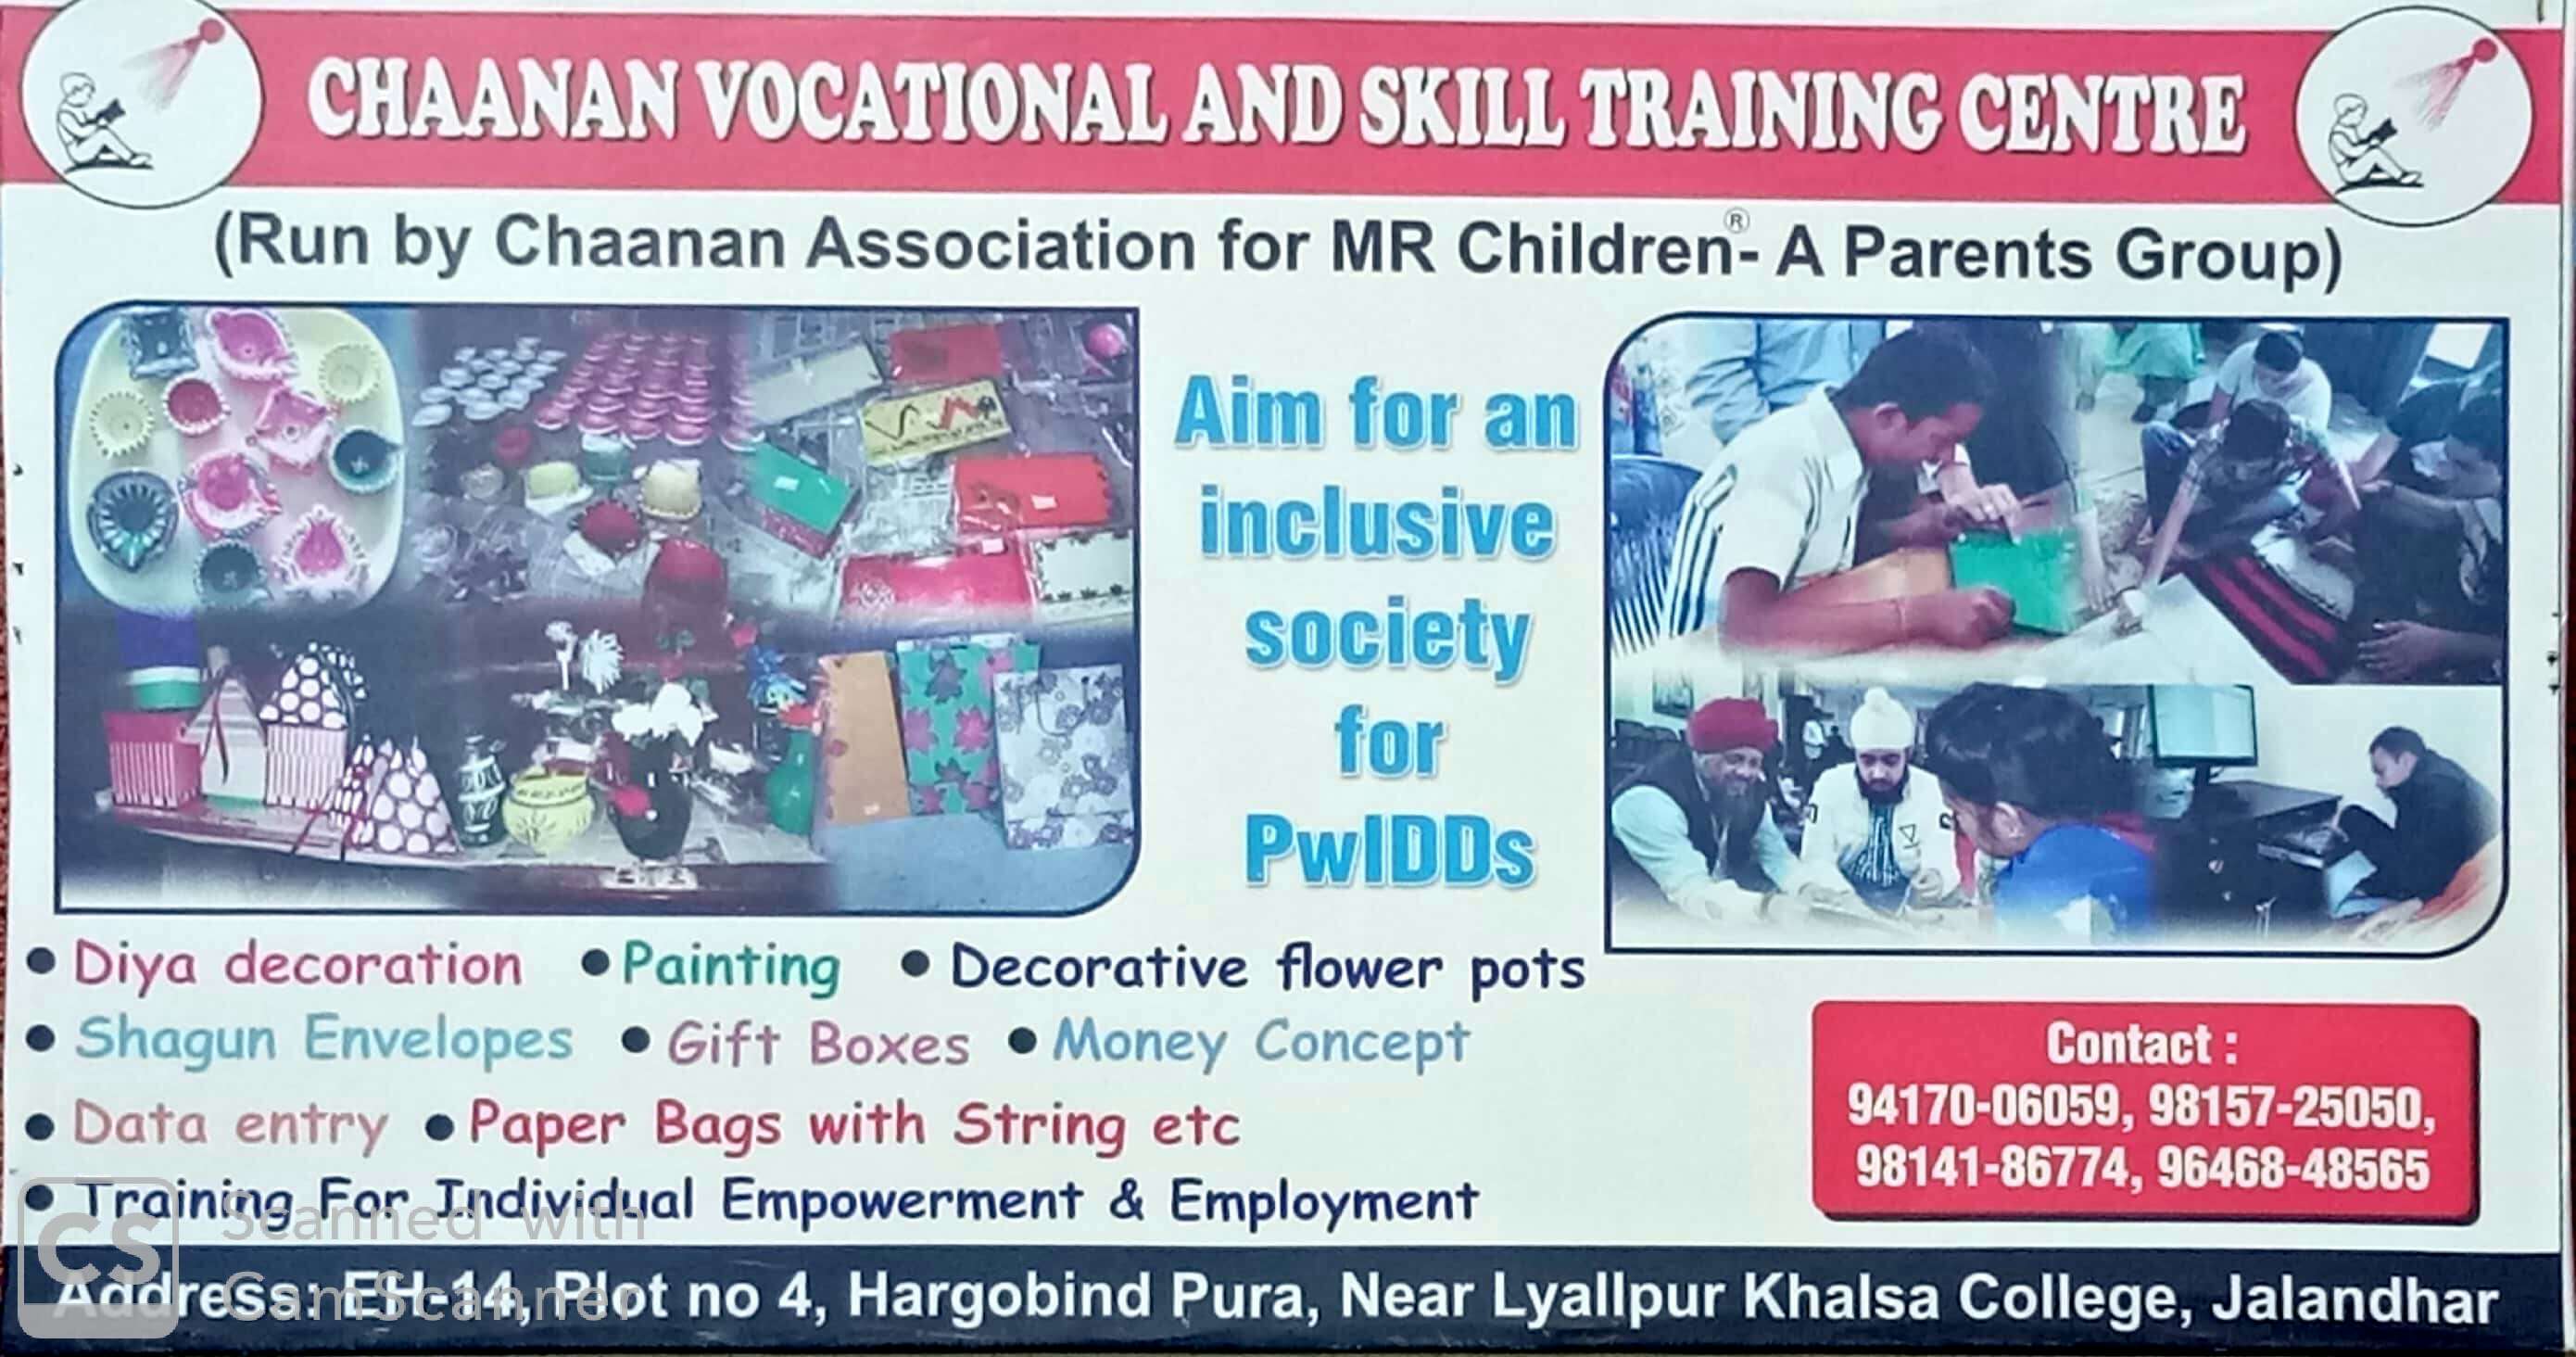 CHAANAN VOCATIONAL AND SKILL TRAINING CENTRE
(Run by Chaanan Association for MR Children®- A Parents Group)
Aim for an
inclusive
society
for
PwIDDs
• Diya decoration • Painting • Decorative flower pots
• Shagun Envelopes • Gift Boxes • Money Concept
• Data entry • Paper Bags with String etc
• Training For Individual Empowerment & Employment
Contact :
94170-06059, 98157-25050,
98141-86774, 96468-48565
Address: EH-14, Plot no 4, Hargobind Pura, Near Lyallpur Khalsa College, Jalandhar
CS
Scanned with
CamScanner